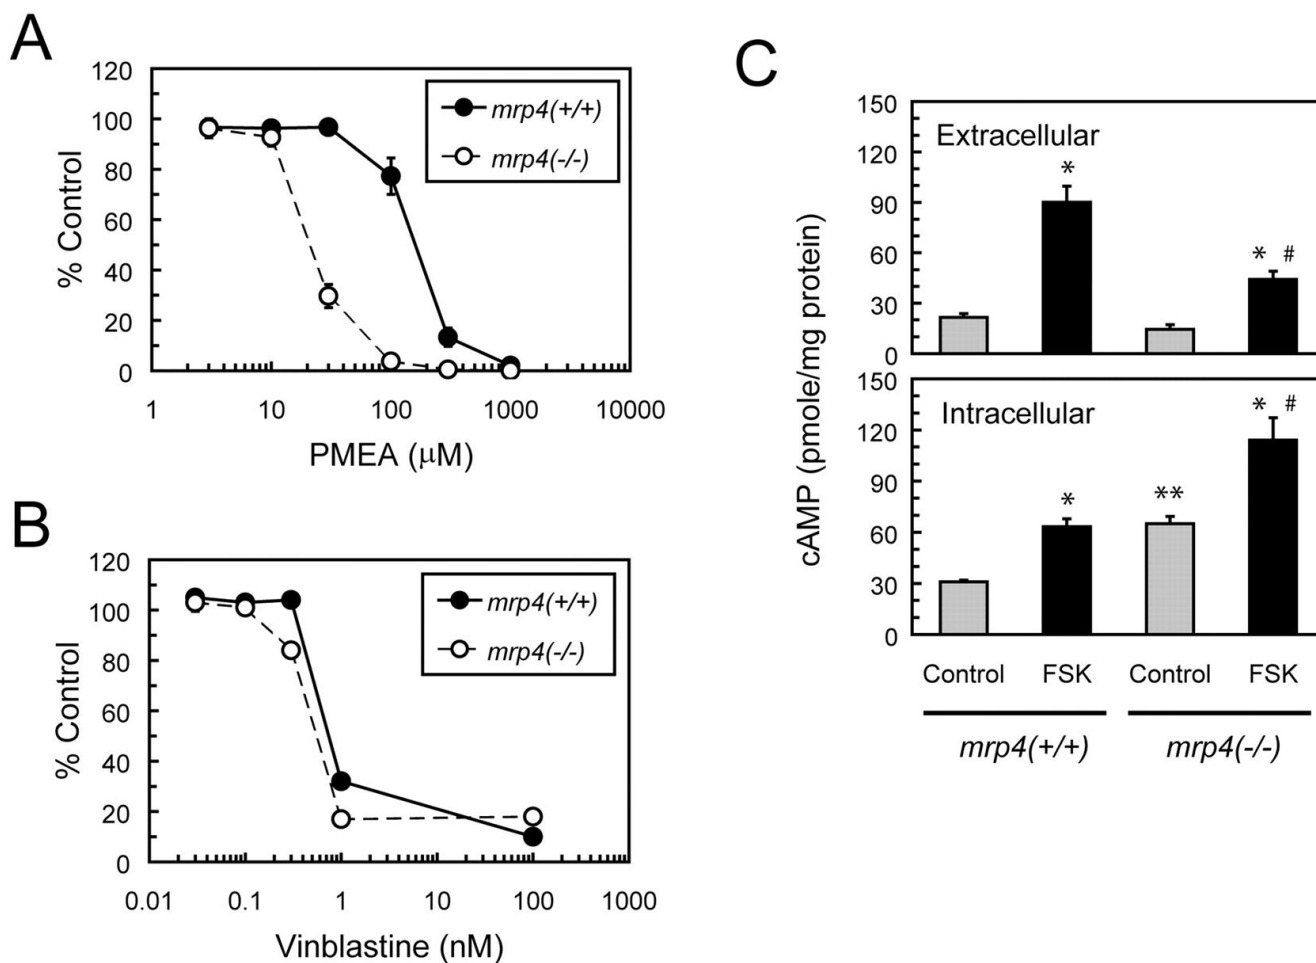 A
120
100
80
60
40
20
0
% Control
mrp4(+/+)
mrp4(-/-)
1 10 100 1000 10000
PMEA (μM)
B
120
100
80
60
40
20
0
% Control
mrp4(+/+)
mrp4(-/-)
0.01 0.1 1 10 100 1000
Vinblastine (nM)
C
cAMP (pmole/mg protein)
150
120
90
60
30
0
Extracellular
*
* #
150
120
90
60
30
0
Intracellular
*
**
* #
Control FSK Control FSK
mrp4(+/+) mrp4(-/-)